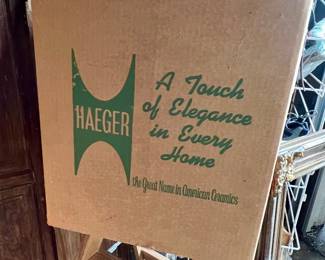 HAEGER
A Touch
of Elegance
in Every
Home
the Great Name in American Ceramics